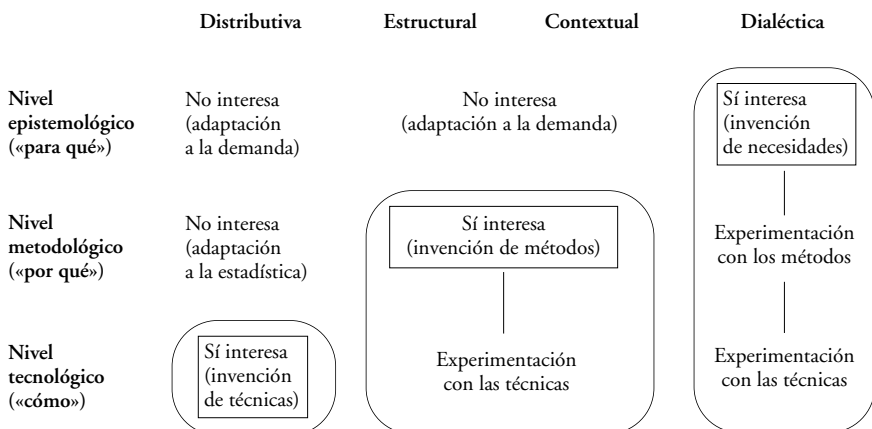 Distributiva Estructural Contextual Dialéctica
Nivel
epistemológico
(«para qué»)
No interesa
(adaptación
a la demanda)
No interesa
(adaptación a la demanda)
Sí interesa
(invención
de necesidades)
Nivel
metodológico
(«por qué»)
No interesa
(adaptación
a la estadística)
Sí interesa
(invención de métodos)
Experimentación
con los métodos
Nivel
tecnológico
(«cómo»)
Sí interesa
(invención
de técnicas)
Experimentación
con las técnicas
Experimentación
con las técnicas